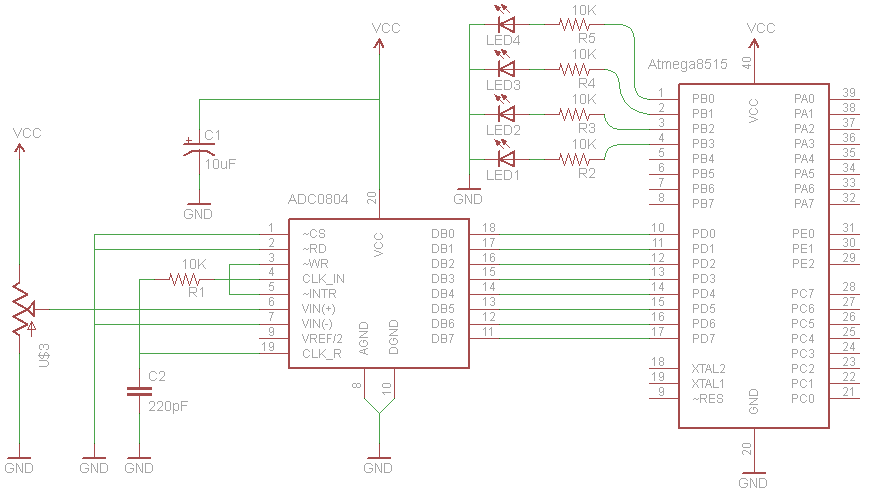 VCC
GND
U$3
VCC
C1
10uF
GND
10K
R1
C2
220pF
GND
GND
ADC0804
20
VCC
1 ~CS DB0 18
2 ~RD DB1 17
3 ~WR DB2 16
4 CLK_IN DB3 15
5 ~INTR DB4 14
6 VIN(+) DB5 13
7 VIN(-) DB6 12
9 VREF/2 DB7 11
19 CLK_R
AGND DGND
8 10
GND
10K
LED4 R5
10K
LED3 R4
10K
LED2 R3
10K
LED1 R2
GND
VCC
40
Atmega8515
VCC
1 PB0 PA0 39
2 PB1 PA1 38
3 PB2 PA2 37
4 PB3 PA3 36
5 PB4 PA4 35
6 PB5 PA5 34
7 PB6 PA6 33
8 PB7 PA7 32
10 PD0 PE0 31
11 PD1 PE1 30
12 PD2 PE2 29
13 PD3
14 PD4 PC7 28
15 PD5 PC6 27
16 PD6 PC5 26
17 PD7 PC4 25
PC3 24
18 XTAL2 PC2 23
19 XTAL1 PC1 22
9 ~RES PC0 21
GND
20
GND